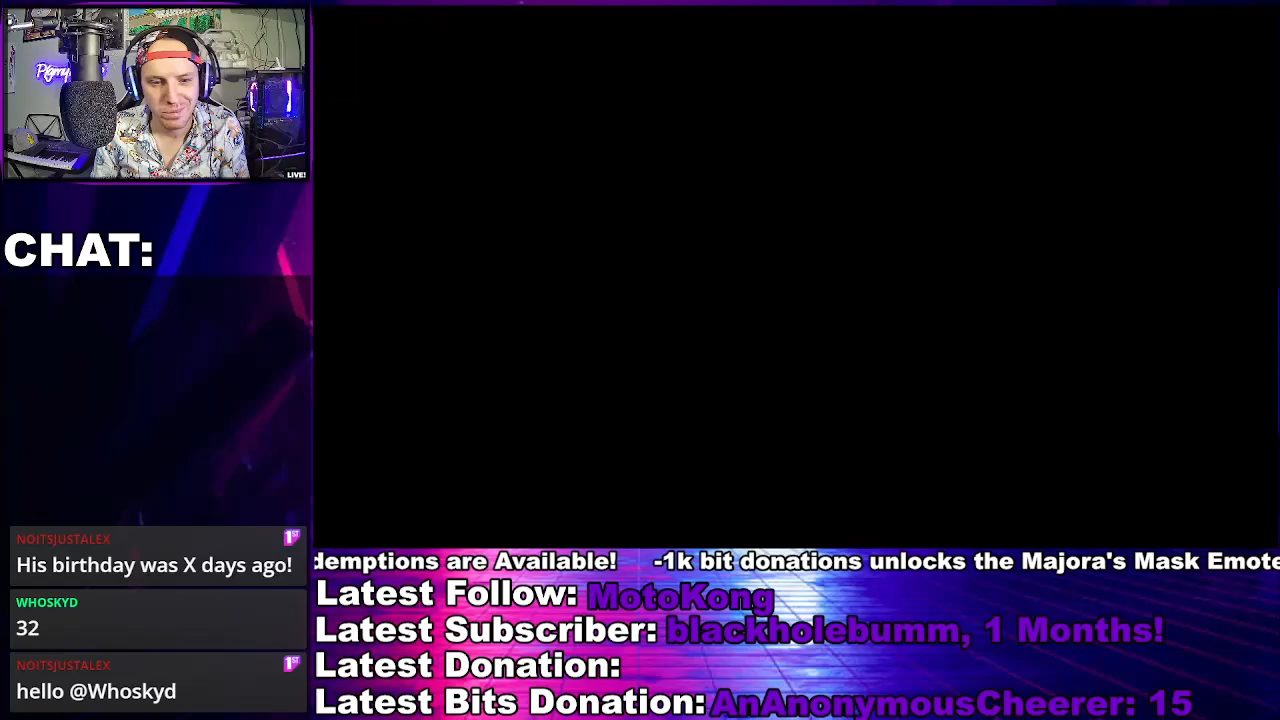 LIVE!
CHAT:
NOITSJUSTALEX
1ST
His birthday was X days ago!
WHOSKYD
32
NOITSJUSTALEX
1ST
hello @Whoskyd
demptions are Available! -1k bit donations unlocks the Majora's Mask Emote
Latest Follow: MotoKong
Latest Subscriber: blackholebumm, 1 Months!
Latest Donation:
Latest Bits Donation: AnAnonymousCheerer: 15